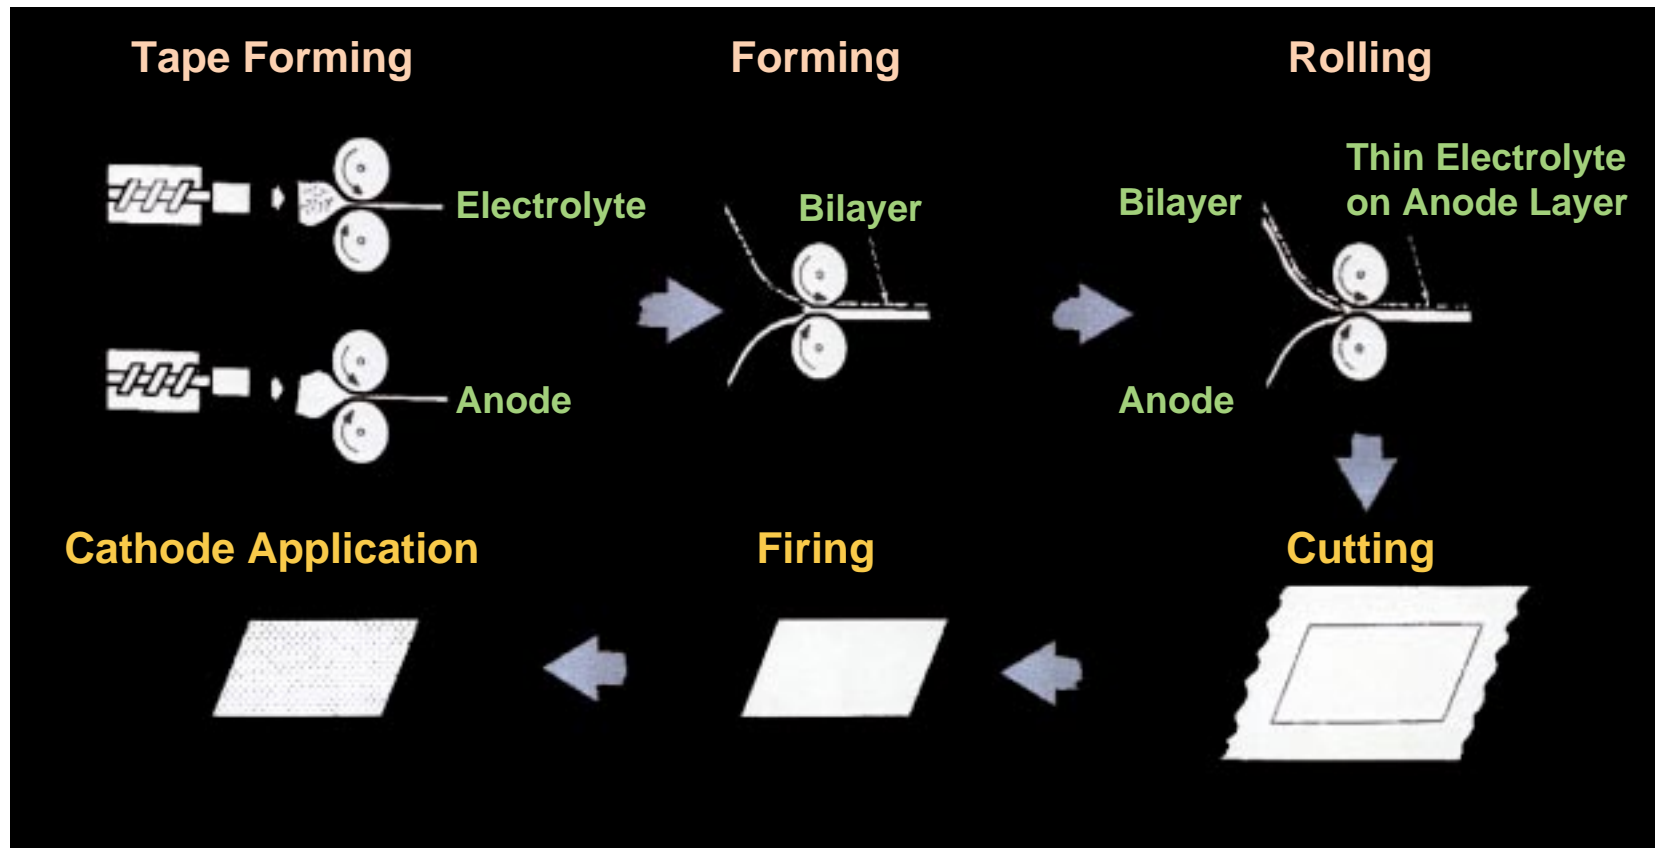 Tape Forming
Forming
Rolling
Electrolyte
Bilayer
Bilayer
Thin Electrolyte
on Anode Layer
Anode
Anode
Cathode Application
Firing
Cutting